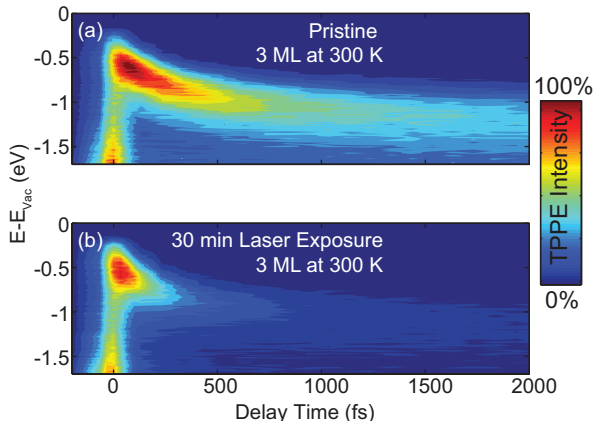 (a) Pristine
3 ML at 300 K
0
-0.5
-1
-1.5
E-E_Vac (eV)
100%
TPPE Intensity
0%
(b) 30 min Laser Exposure
3 ML at 300 K
0
-0.5
-1
-1.5
0 500 1000 1500 2000
Delay Time (fs)